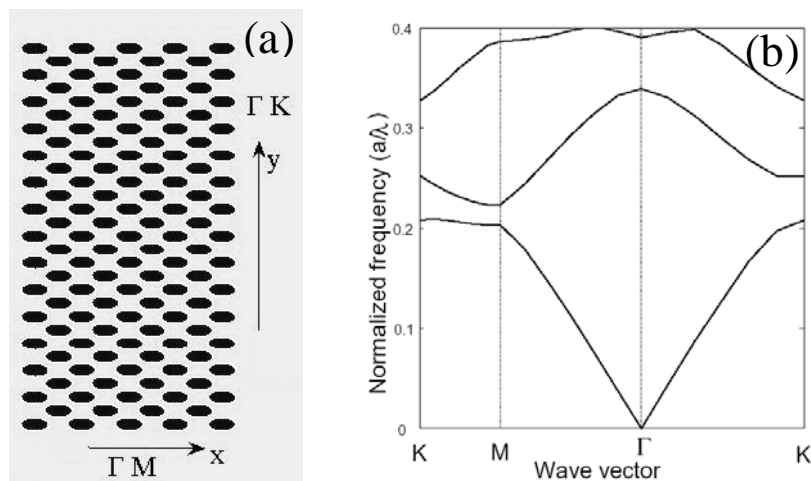 (a)
Γ K
y
x
Γ M
(b)
Normalized frequency (a/λ)
0.4
0.3
0.2
0.1
0
K M Γ K
Wave vector